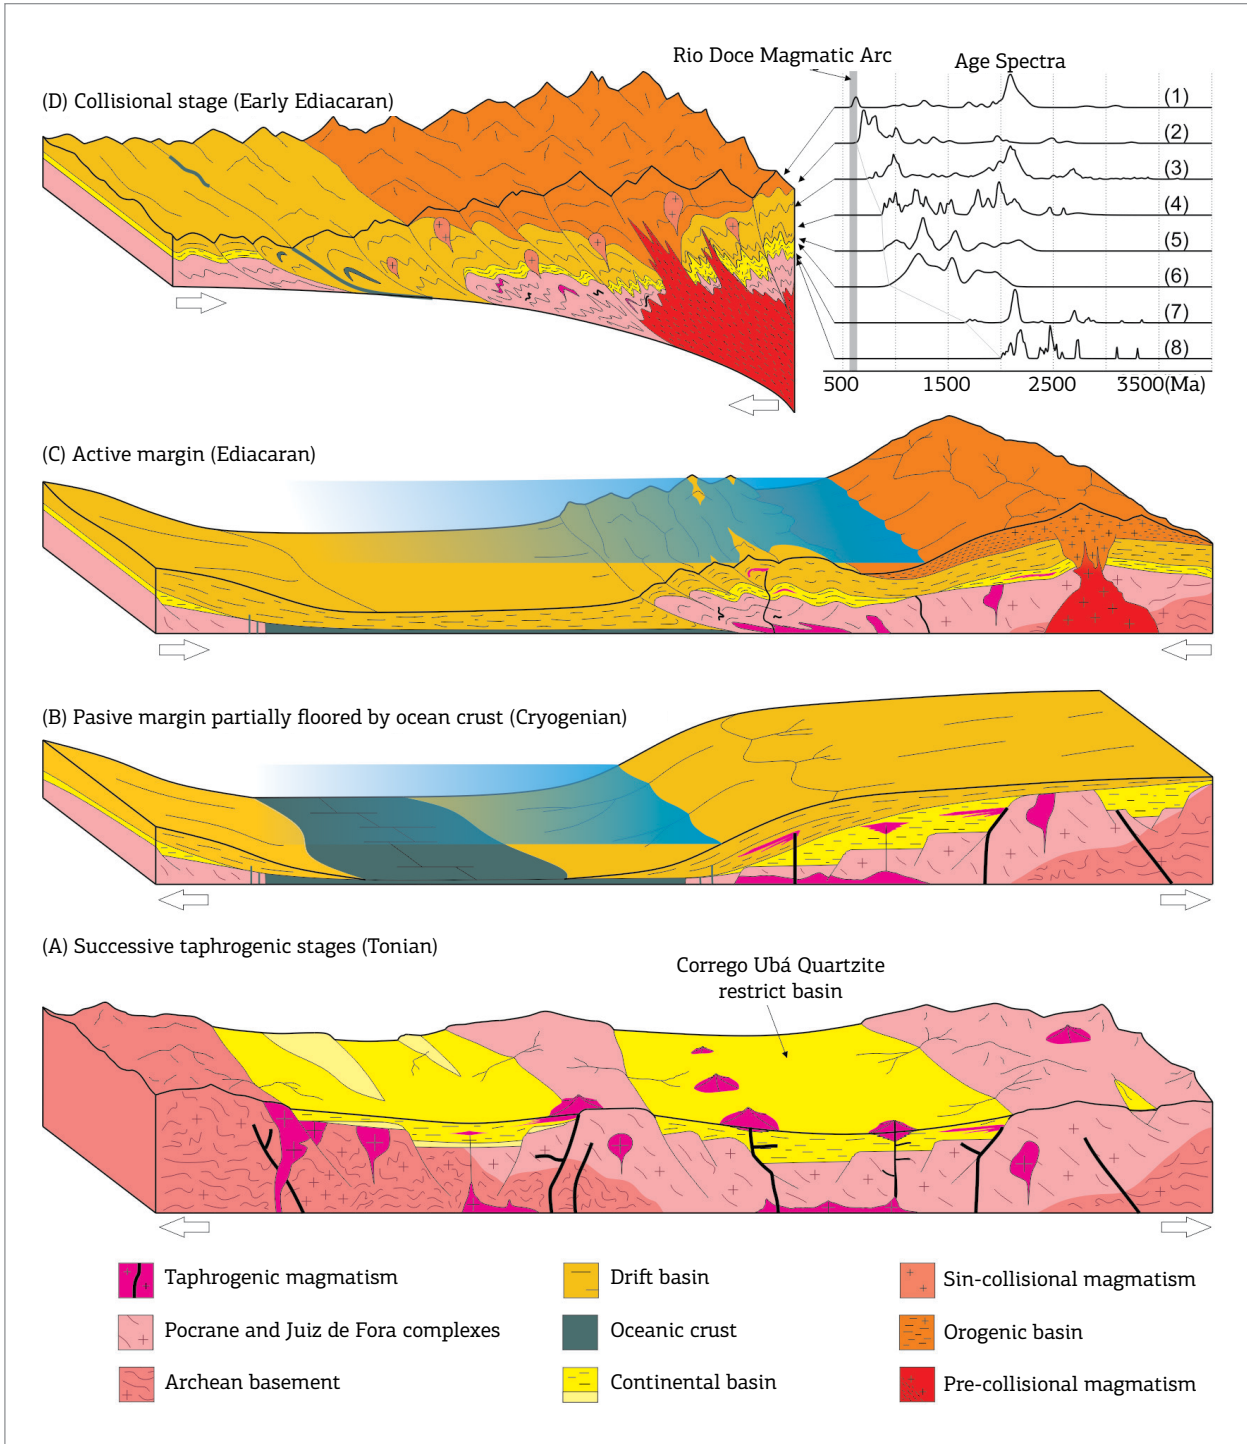 Rio Doce Magmatic Arc
Age Spectra
(D) Collisional stage (Early Ediacaran)
(1)
(2)
(3)
(4)
(5)
(6)
(7)
(8)
500 1500 2500 3500(Ma)
(C) Active margin (Ediacaran)
(B) Pasive margin partially floored by ocean crust (Cryogenian)
(A) Successive taphrogenic stages (Tonian)
Corrego Ubá Quartzite
restrict basin
Taphrogenic magmatism
Drift basin
Sin-collisional magmatism
Pocrane and Juiz de Fora complexes
Oceanic crust
Orogenic basin
Archean basement
Continental basin
Pre-collisional magmatism